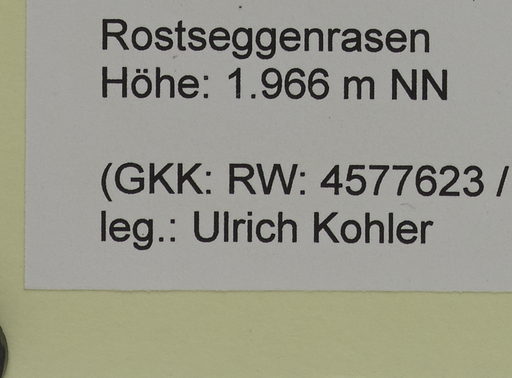 Rostseggenrasen
Höhe: 1.966 m NN
(GKK: RW: 4577623 /
leg.: Ulrich Kohler